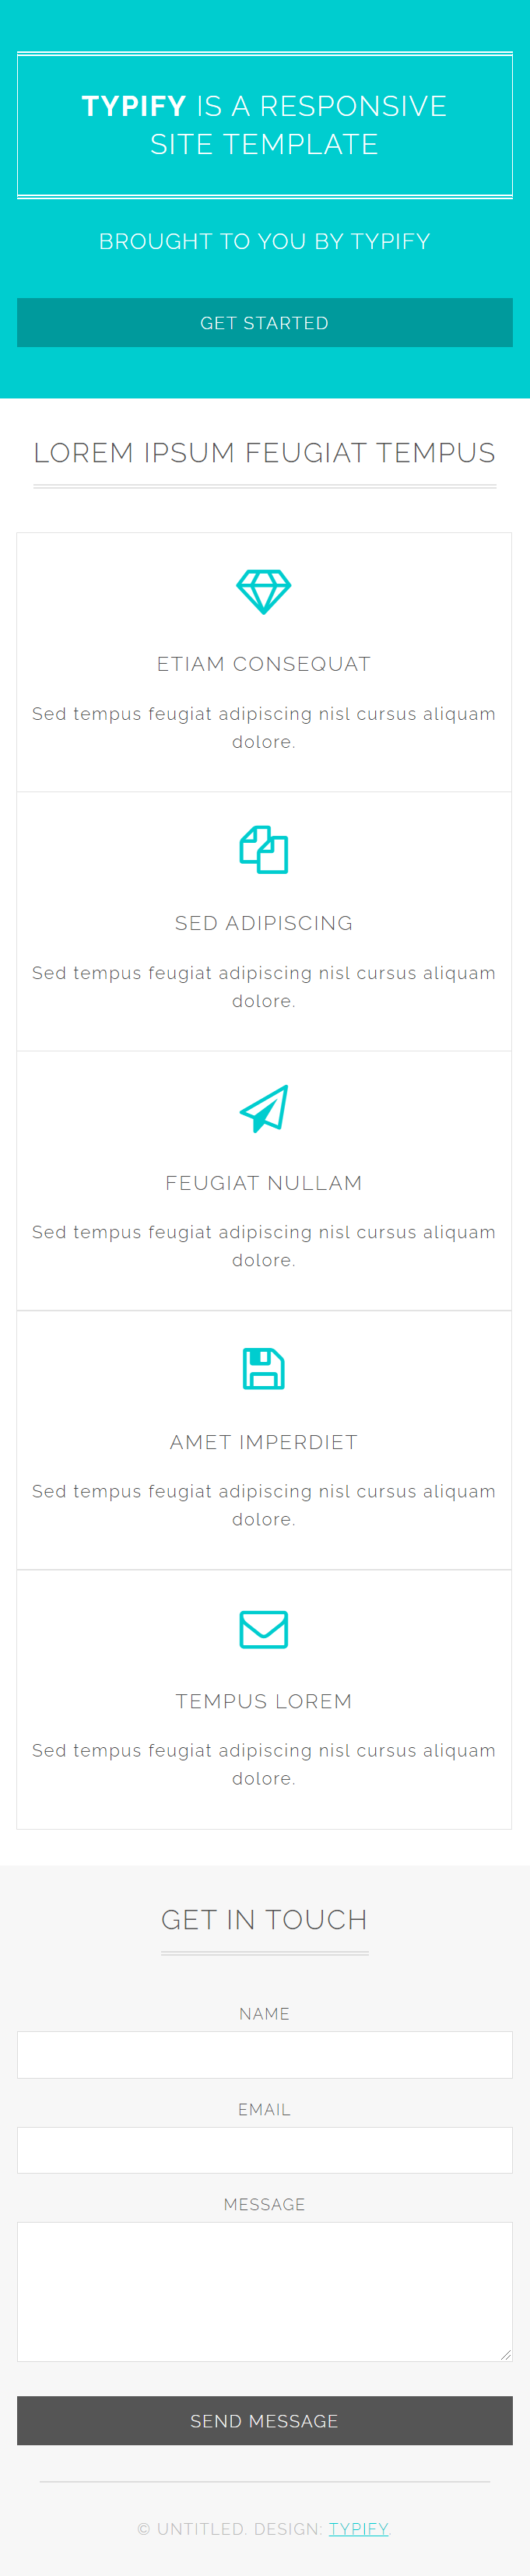 TYPIFY IS A RESPONSIVE
SITE TEMPLATE
BROUGHT TO YOU BY TYPIFY
GET STARTED
LOREM IPSUM FEUGIAT TEMPUS
ETIAM CONSEQUAT
Sed tempus feugiat adipiscing nisl cursus aliquam
dolore.
SED ADIPISCING
Sed tempus feugiat adipiscing nisl cursus aliquam
dolore.
FEUGIAT NULLAM
Sed tempus feugiat adipiscing nisl cursus aliquam
dolore.
AMET IMPERDIET
Sed tempus feugiat adipiscing nisl cursus aliquam
dolore.
TEMPUS LOREM
Sed tempus feugiat adipiscing nisl cursus aliquam
dolore.
GET IN TOUCH
NAME
EMAIL
MESSAGE
SEND MESSAGE
© UNTITLED. DESIGN: TYPIFY.